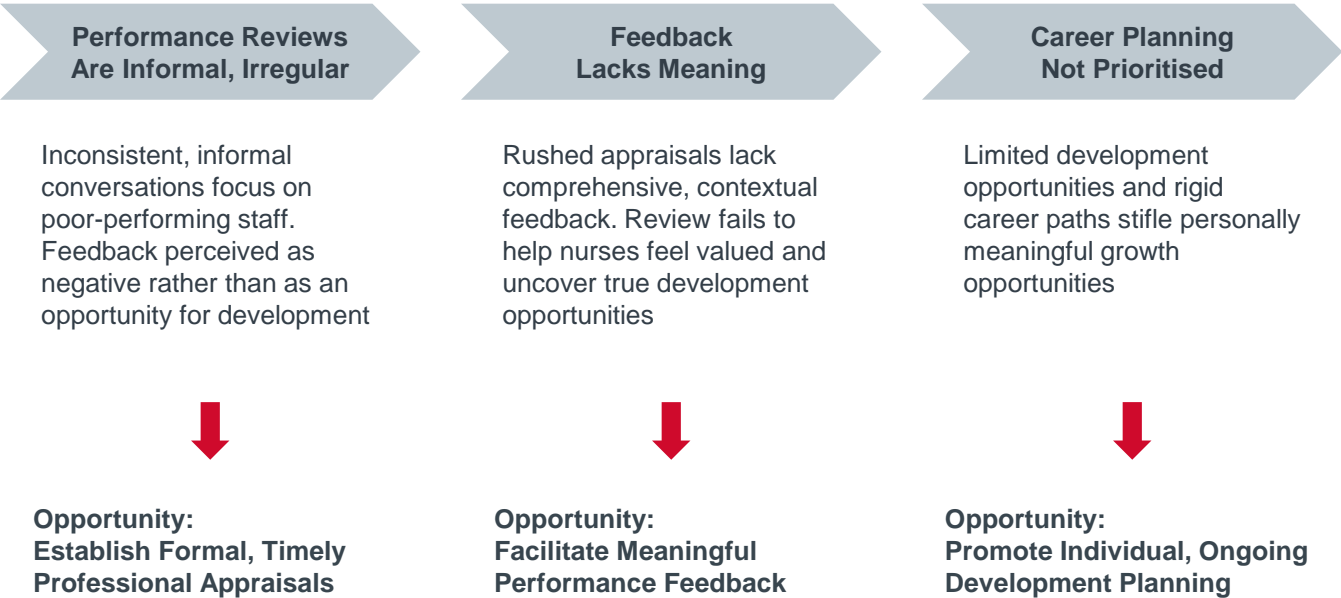 Performance Reviews
Are Informal, Irregular
Inconsistent, informal
conversations focus on
poor-performing staff.
Feedback perceived as
negative rather than as an
opportunity for development
Opportunity:
Establish Formal, Timely
Professional Appraisals
Feedback
Lacks Meaning
Rushed appraisals lack
comprehensive, contextual
feedback. Review fails to
help nurses feel valued and
uncover true development
opportunities
Opportunity:
Facilitate Meaningful
Performance Feedback
Career Planning
Not Prioritised
Limited development
opportunities and rigid
career paths stifle personally
meaningful growth
opportunities
Opportunity:
Promote Individual, Ongoing
Development Planning